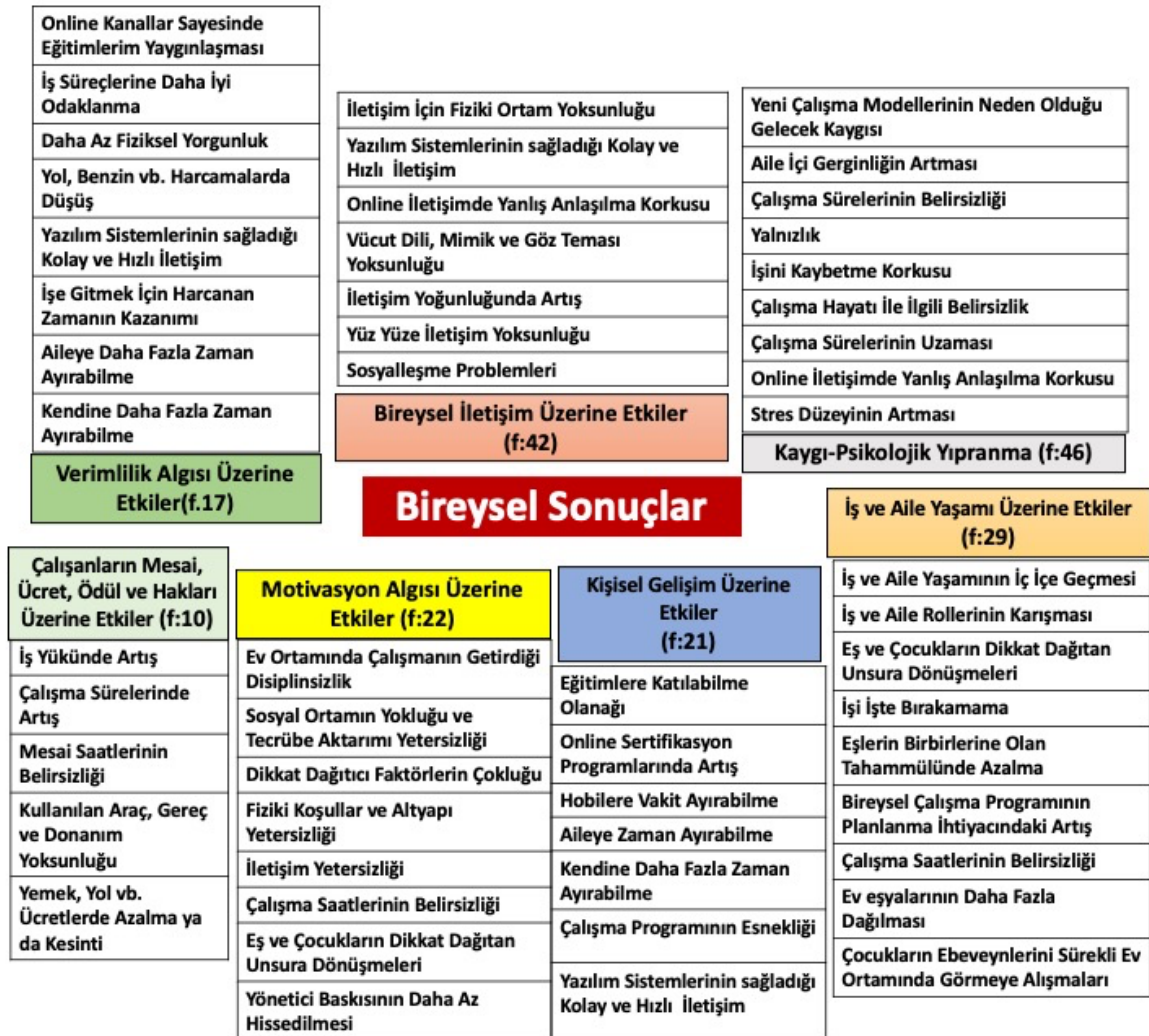 Online Kanallar Sayesinde
Eğitimlerim Yaygınlaşması
İş Süreçlerine Daha İyi
Odaklanma
Daha Az Fiziksel Yorgunluk
Yol, Benzin vb. Harcamalarda
Düşüş
Yazılım Sistemlerinin sağladığı
Kolay ve Hızlı İletişim
İşe Gitmek İçin Harcanan
Zamanın Kazanımı
Aileye Daha Fazla Zaman
Ayırabilme
Kendine Daha Fazla Zaman
Ayırabilme
Verimlilik Algısı Üzerine
Etkiler(f.17)
İletişim İçin Fiziki Ortam Yoksunluğu
Yazılım Sistemlerinin sağladığı Kolay ve
Hızlı İletişim
Online İletişimde Yanlış Anlaşılma Korkusu
Vücut Dili, Mimik ve Göz Teması
Yoksunluğu
İletişim Yoğunluğunda Artış
Yüz Yüze İletişim Yoksunluğu
Sosyalleşme Problemleri
Bireysel İletişim Üzerine Etkiler
(f:42)
Yeni Çalışma Modellerinin Neden Olduğu
Gelecek Kaygısı
Aile İçi Gerginliğin Artması
Çalışma Sürelerinin Belirsizliği
Yalnızlık
İşini Kaybetme Korkusu
Çalışma Hayatı İle İlgili Belirsizlik
Çalışma Sürelerinin Uzaması
Online İletişimde Yanlış Anlaşılma Korkusu
Stres Düzeyinin Artması
Kaygı-Psikolojik Yıpranma (f:46)
Bireysel Sonuçlar
Çalışanların Mesai,
Ücret, Ödül ve Hakları
Üzerine Etkiler (f:10)
İş Yükünde Artış
Çalışma Sürelerinde
Artış
Mesai Saatlerinin
Belirsizliği
Kullanılan Araç, Gereç
ve Donanım
Yoksunluğu
Yemek, Yol vb.
Ücretlerde Azalma ya
da Kesinti
Motivasyon Algısı Üzerine
Etkiler (f:22)
Ev Ortamında Çalışmanın Getirdiği
Disiplinsizlik
Sosyal Ortamın Yokluğu ve
Tecrübe Aktarımı Yetersizliği
Dikkat Dağıtıcı Faktörlerin Çokluğu
Fiziki Koşullar ve Altyapı
Yetersizliği
İletişim Yetersizliği
Çalışma Saatlerinin Belirsizliği
Eş ve Çocukların Dikkat Dağıtan
Unsura Dönüşmeleri
Yönetici Baskısının Daha Az
Hissedilmesi
Kişisel Gelişim Üzerine
Etkiler
(f:21)
Eğitimlere Katılabilme
Olanağı
Online Sertifikasyon
Programlarında Artış
Hobilere Vakit Ayırabilme
Aileye Zaman Ayırabilme
Kendine Daha Fazla Zaman
Ayırabilme
Çalışma Programının Esnekliği
Yazılım Sistemlerinin sağladığı
Kolay ve Hızlı İletişim
İş ve Aile Yaşamı Üzerine Etkiler
(f:29)
İş ve Aile Yaşamının İç İçe Geçmesi
İş ve Aile Rollerinin Karışması
Eş ve Çocukların Dikkat Dağıtan
Unsura Dönüşmeleri
İşi İşte Bırakamama
Eşlerin Birbirlerine Olan
Tahammülünde Azalma
Bireysel Çalışma Programının
Planlanma İhtiyacındaki Artış
Çalışma Saatlerinin Belirsizliği
Ev eşyalarının Daha Fazla
Dağılması
Çocukların Ebeveynlerini Sürekli Ev
Ortamında Görmeye Alışmaları